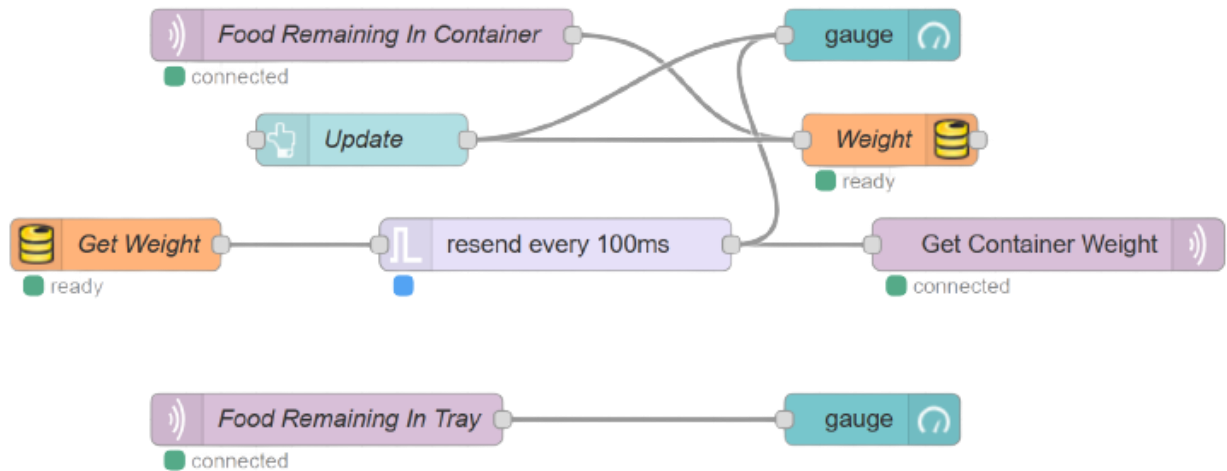 Food Remaining In Container
gauge
connected
Update
Weight
ready
Get Weight
resend every 100ms
Get Container Weight
ready
connected
Food Remaining In Tray
gauge
connected